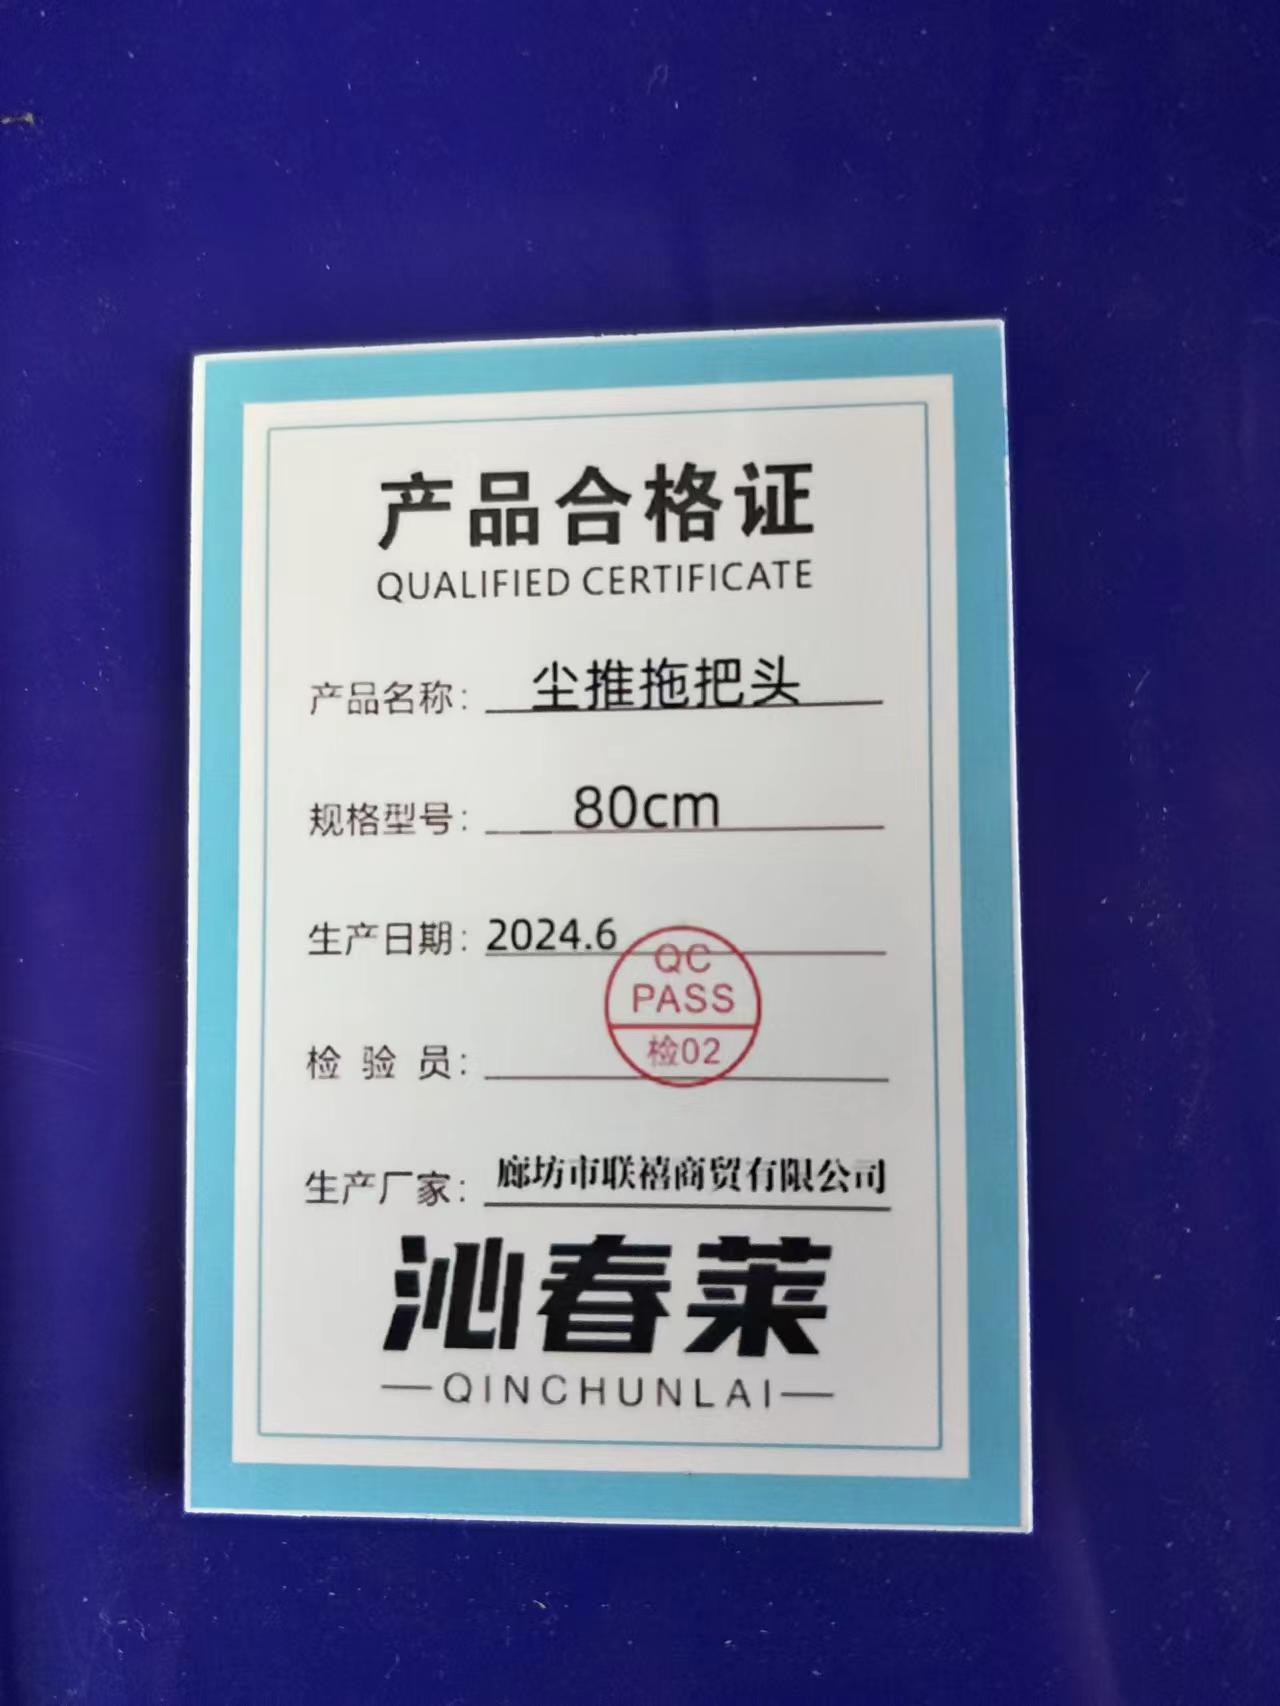 产品合格证
QUALIFIED CERTIFICATE
产品名称：尘推拖把头
规格型号：80cm
生产日期：2024.6
QC
PASS
检02
检验员：
生产厂家：廊坊市联禧商贸有限公司
沁春莱
—QINCHUNLAI—